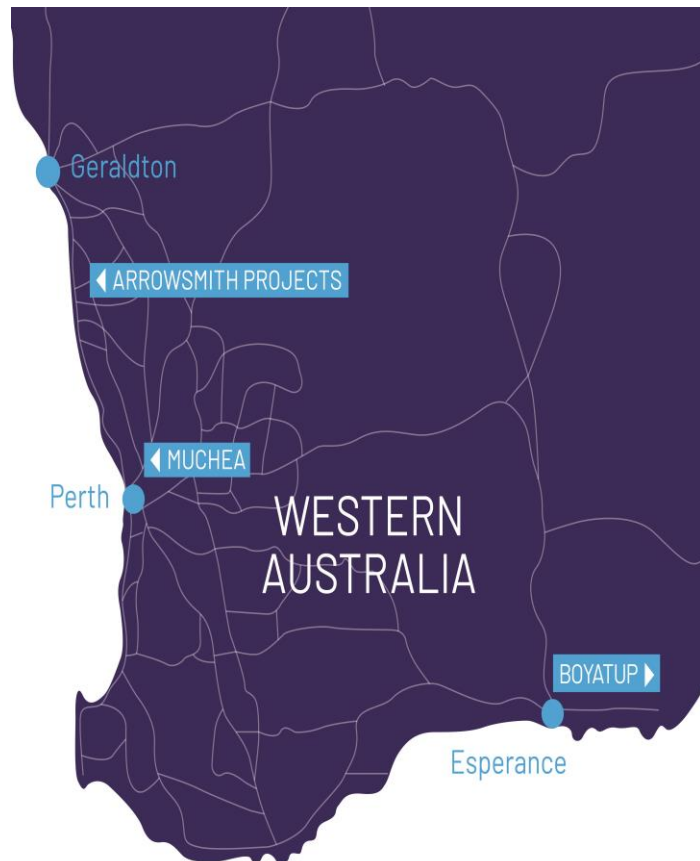 Geraldton
ARROWSMITH PROJECTS
MUCHEA
Perth
WESTERN
AUSTRALIA
BOYATUP
Esperance